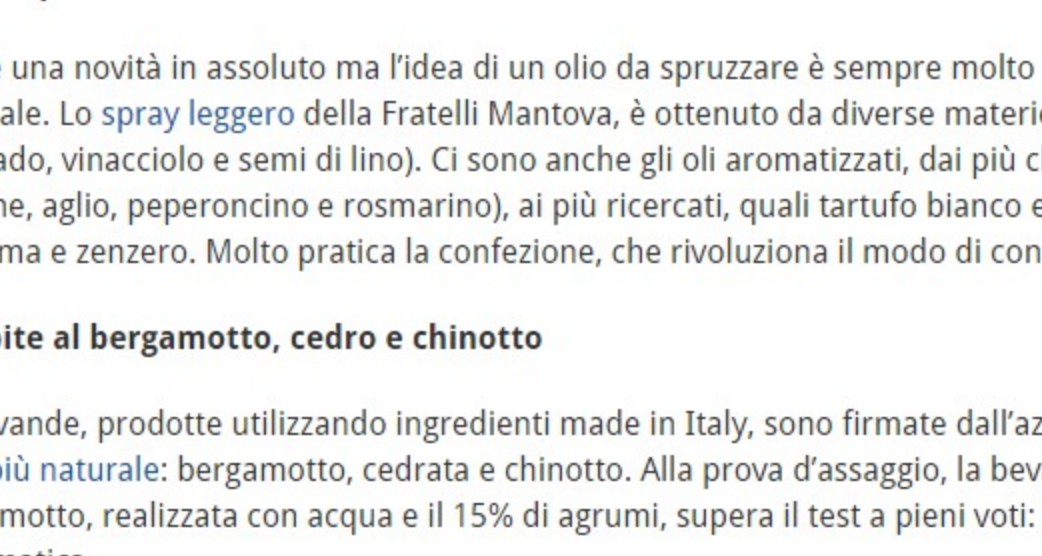 una novità in assoluto ma l'idea di un olio da spruzzare è sempre molto
ale. Lo spray leggero della Fratelli Mantova, è ottenuto da diverse materi
ado, vinacciolo e semi di lino). Ci sono anche gli oli aromatizzati, dai più c
ne, aglio, peperoncino e rosmarino), ai più ricercati, quali tartufo bianco e
ma e zenzero. Molto pratica la confezione, che rivoluziona il modo di con
bite al bergamotto, cedro e chinotto
vande, prodotte utilizzando ingredienti made in Italy, sono firmate dall'az
più naturale: bergamotto, cedrata e chinotto. Alla prova d'assaggio, la bev
motto, realizzata con acqua e il 15% di agrumi, supera il test a pieni voti: